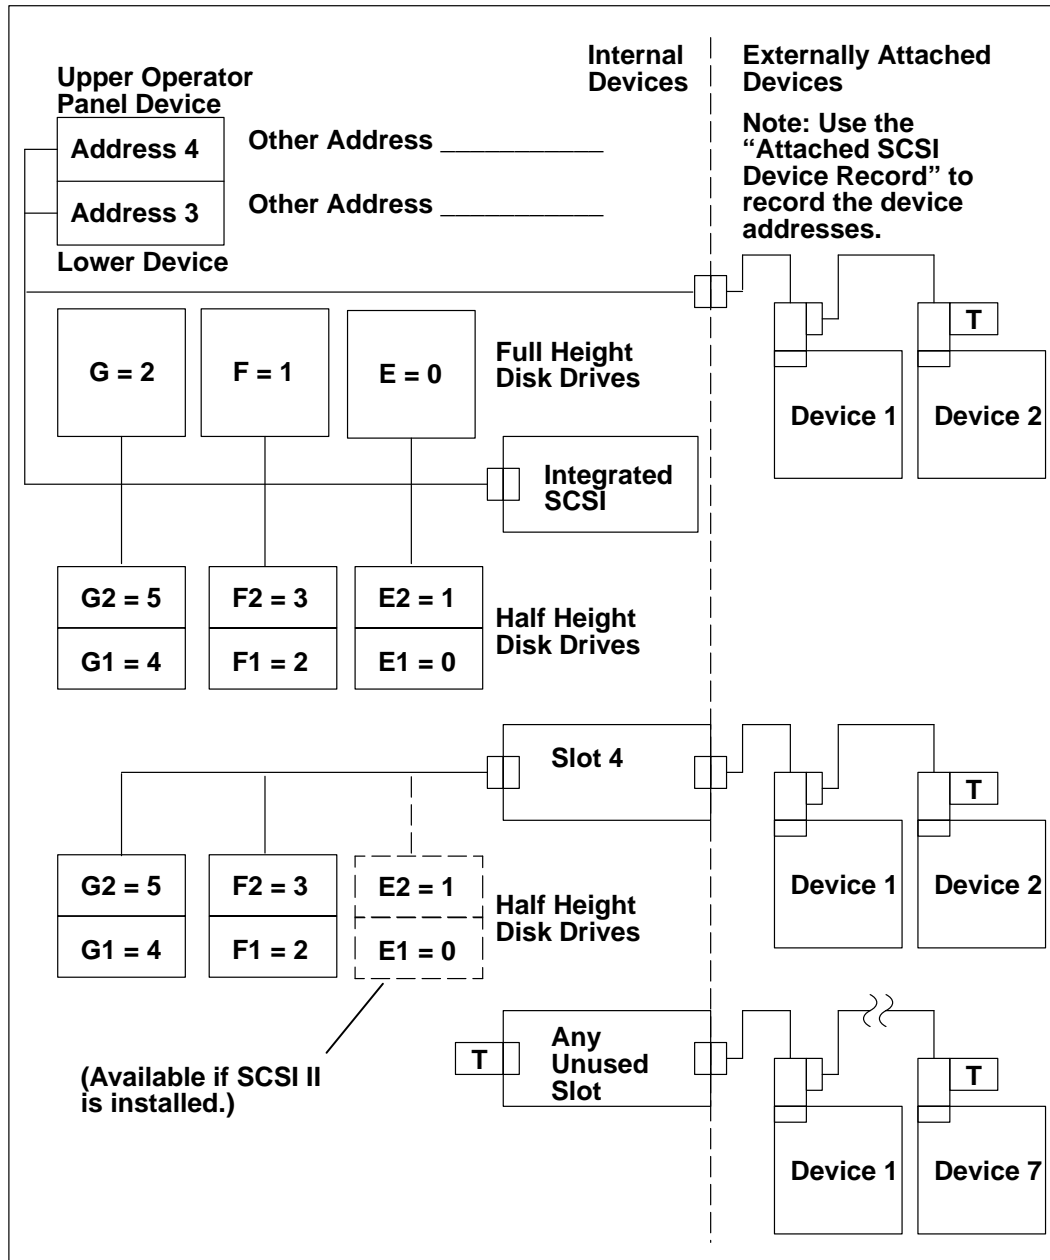 Internal
Devices
Externally Attached
Devices
Note: Use the
“Attached SCSI
Device Record” to
record the device
addresses.
Upper Operator
Panel Device
Address 4
Other Address ___________
Address 3
Other Address ___________
Lower Device
T
Device 1
Device 2
G = 2
F = 1
E = 0
Full Height
Disk Drives
Integrated
SCSI
G2 = 5
F2 = 3
E2 = 1
G1 = 4
F1 = 2
E1 = 0
Half Height
Disk Drives
Slot 4
T
Device 1
Device 2
G2 = 5
F2 = 3
E2 = 1
G1 = 4
F1 = 2
E1 = 0
Half Height
Disk Drives
(Available if SCSI II
is installed.)
T
Any
Unused
Slot
T
Device 1
Device 7